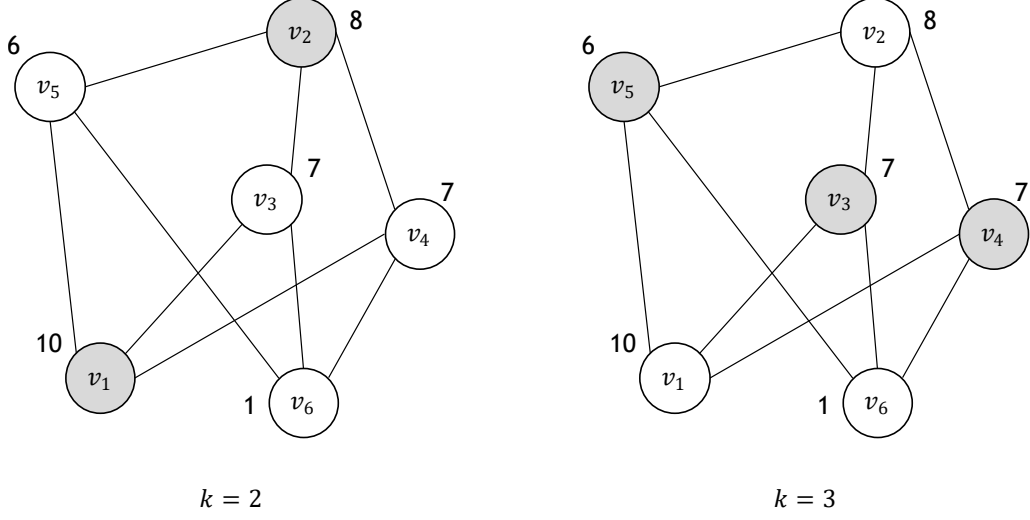 8
6
v₂
v₅
7
v₃
7
v₄
10
v₁
1
v₆
k = 2
8
6
v₂
v₅
7
v₃
7
v₄
10
v₁
1
v₆
k = 3